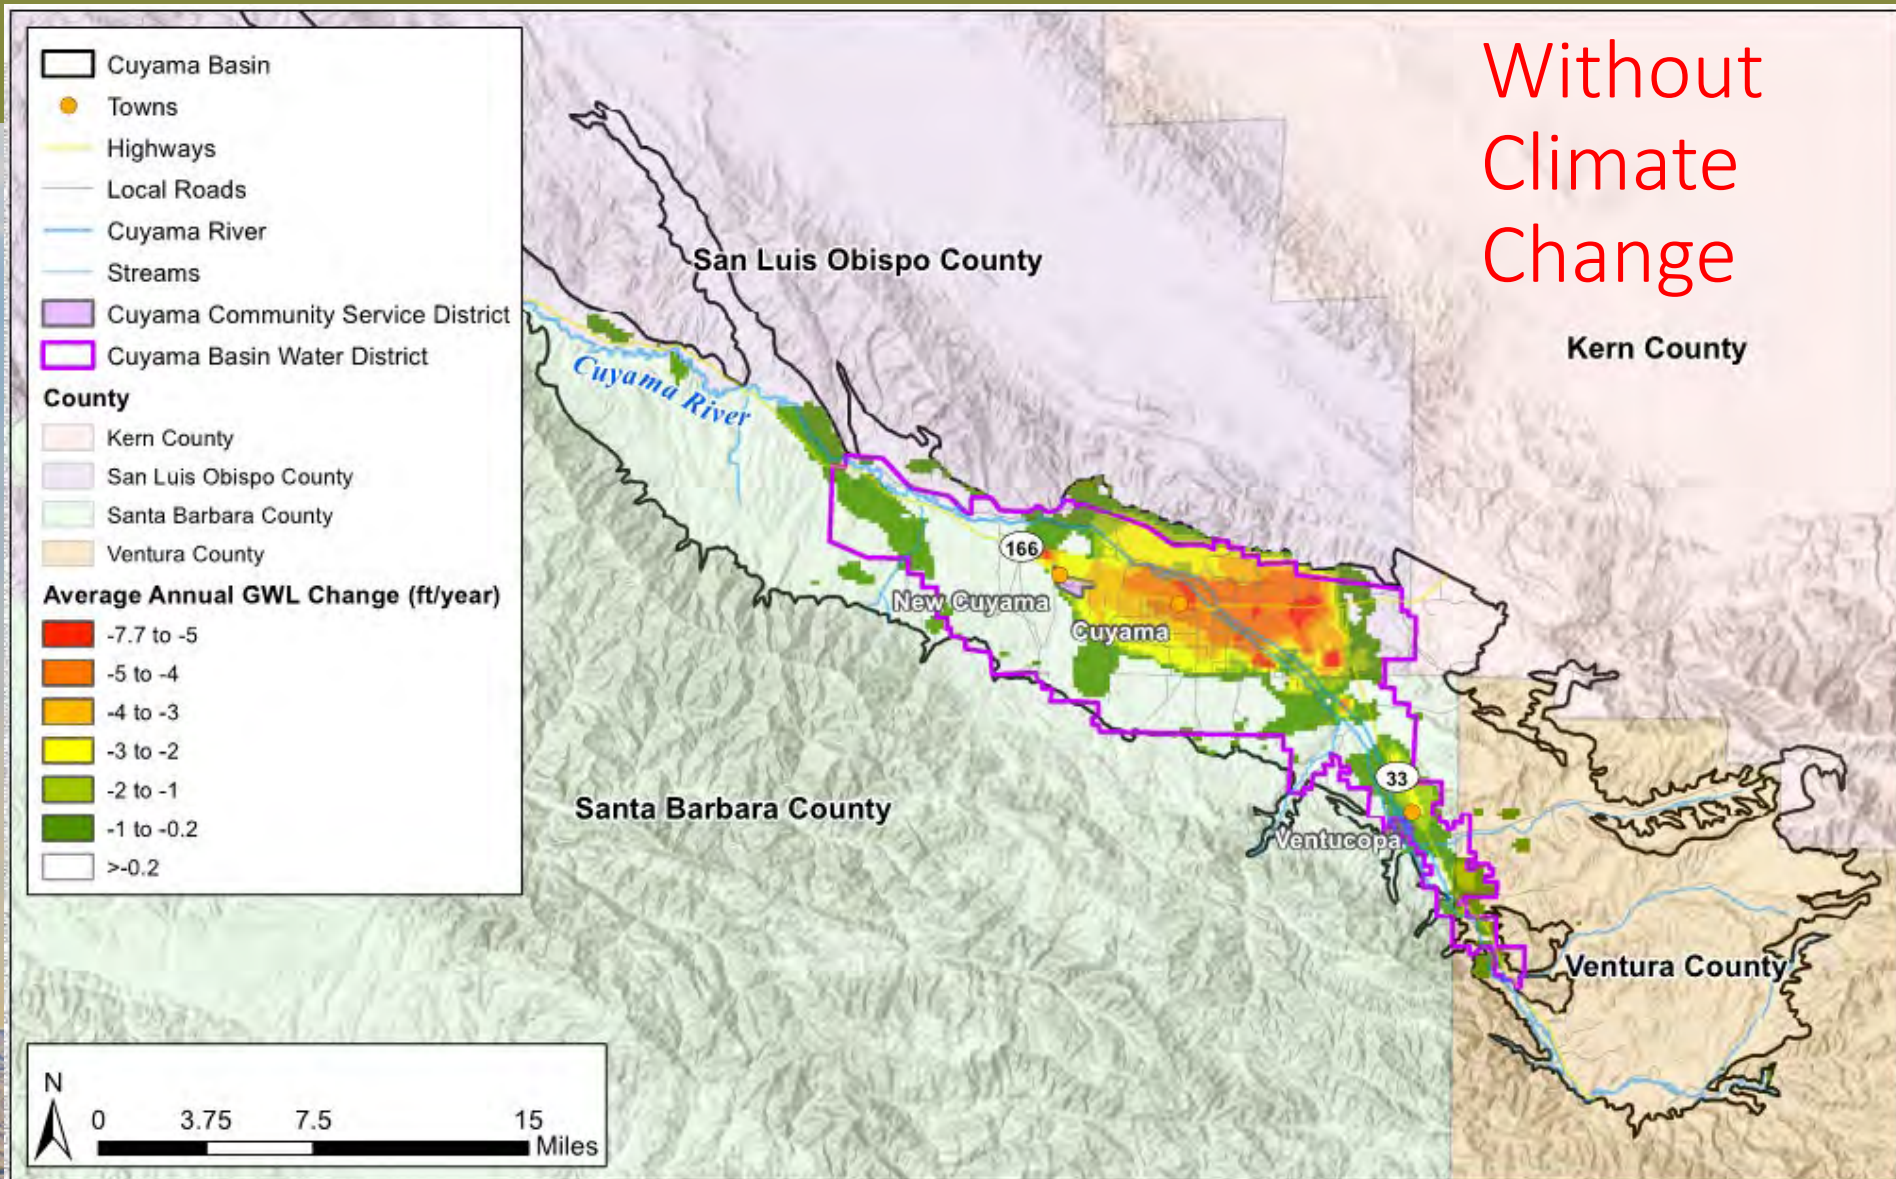 Without
Climate
Change
Cuyama Basin
Towns
Highways
Local Roads
Cuyama River
Streams
Cuyama Community Service District
Cuyama Basin Water District
County
Kern County
San Luis Obispo County
Santa Barbara County
Ventura County
Average Annual GWL Change (ft/year)
-7.7 to -5
-5 to -4
-4 to -3
-3 to -2
-2 to -1
-1 to -0.2
>-0.2
San Luis Obispo County
Kern County
Cuyama River
166
New Cuyama
Cuyama
33
Santa Barbara County
Ventucopa
Ventura County
N
0 3.75 7.5 15
Miles